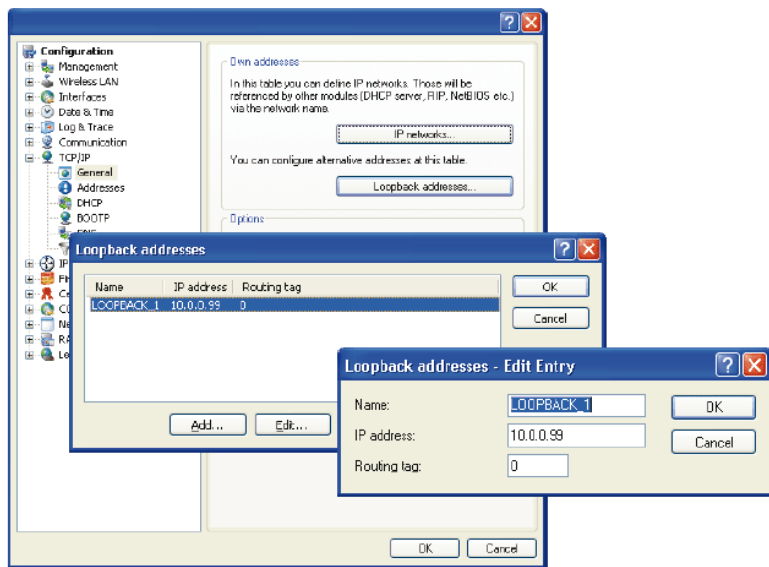 Configuration
Management
Wireless LAN
Interfaces
Date & Time
Log & Trace
Communication
TCP/IP
General
Addresses
DHCP
BOOTP
Own addresses
In this table you can define IP networks. Those will be
referenced by other modules (DHCP server, RIP, NetBIOS etc.)
via the network name.
IP networks...
You can configure alternative addresses at this table.
Loopback addresses...
Options
Loopback addresses
Name IP address Routing tag
LOOPBACK_1 10.0.0.99 0
OK
Cancel
Add...
Edit...
Loopback addresses - Edit Entry
Name: LOOPBACK_1
IP address: 10.0.0.99
Routing tag: 0
OK
Cancel
OK
Cancel